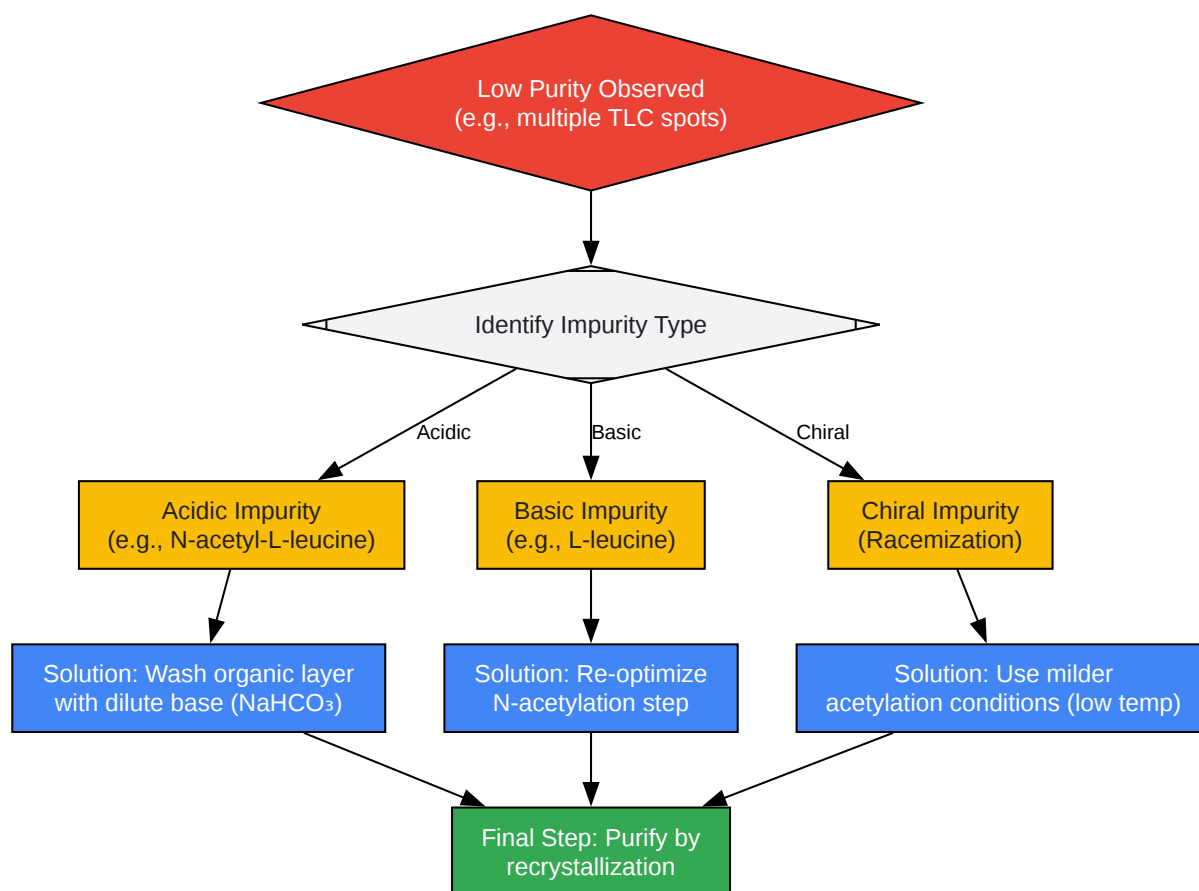 Low Purity Observed
(e.g., multiple TLC spots)
Identify Impurity Type
Acidic
Basic
Chiral
Acidic Impurity
(e.g., N-acetyl-L-leucine)
Basic Impurity
(e.g., L-leucine)
Chiral Impurity
(Racemization)
Solution: Wash organic layer
with dilute base (NaHCO₃)
Solution: Re-optimize
N-acetylation step
Solution: Use milder
acetylation conditions (low temp)
Final Step: Purify by
recrystallization